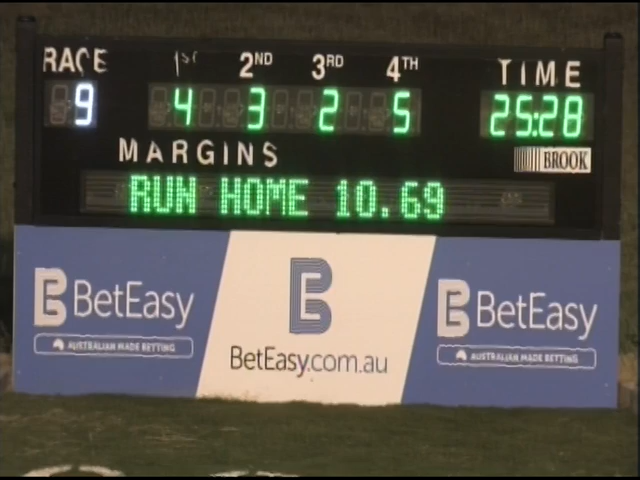 RACE 1ST 2ND 3RD 4TH TIME
9 4 3 2 5 25:28
MARGINS BROOK
RUN HOME 10.69
BetEasy
AUSTRALIAN MADE BETTING
BetEasy.com.au
BetEasy
AUSTRALIAN MADE BETTING